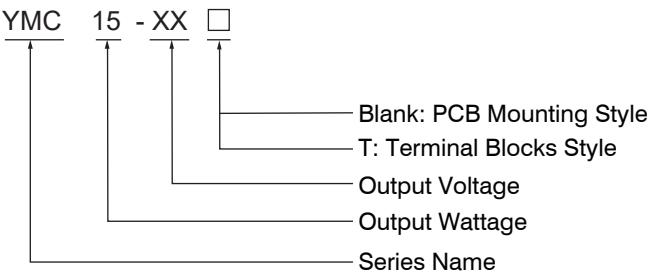 YMC 15 - XX □
Blank: PCB Mounting Style
T: Terminal Blocks Style
Output Voltage
Output Wattage
Series Name